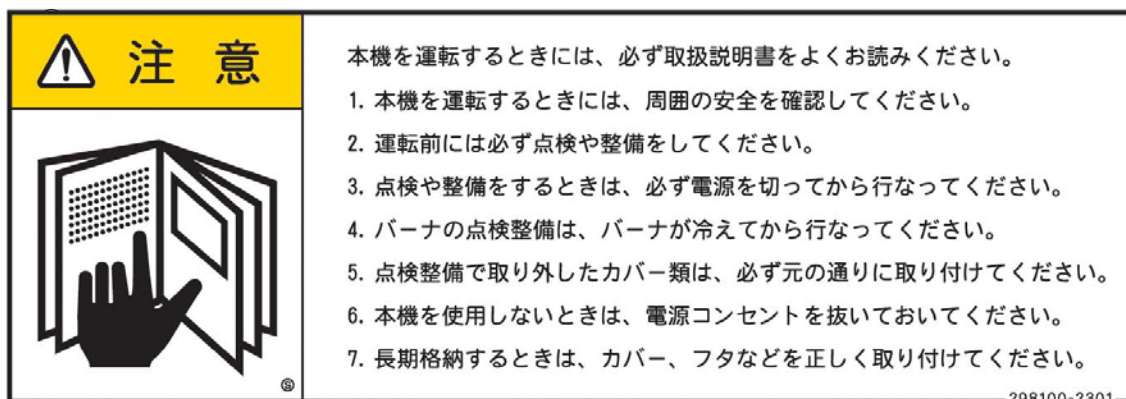 注 意
本機を運転するときには、必ず取扱説明書をよくお読みください。
1. 本機を運転するときには、周囲の安全を確認してください。
2. 運転前には必ず点検や整備をしてください。
3. 点検や整備をするときは、必ず電源を切ってから行なってください。
4. バーナの点検整備は、バーナが冷えてから行なってください。
5. 点検整備で取り外したカバー類は、必ず元の通りに取り付けてください。
6. 本機を使用しないときは、電源コンセントを抜いておいてください。
7. 長期格納するときは、カバー、フタなどを正しく取り付けてください。
Ⓢ
298100-2301